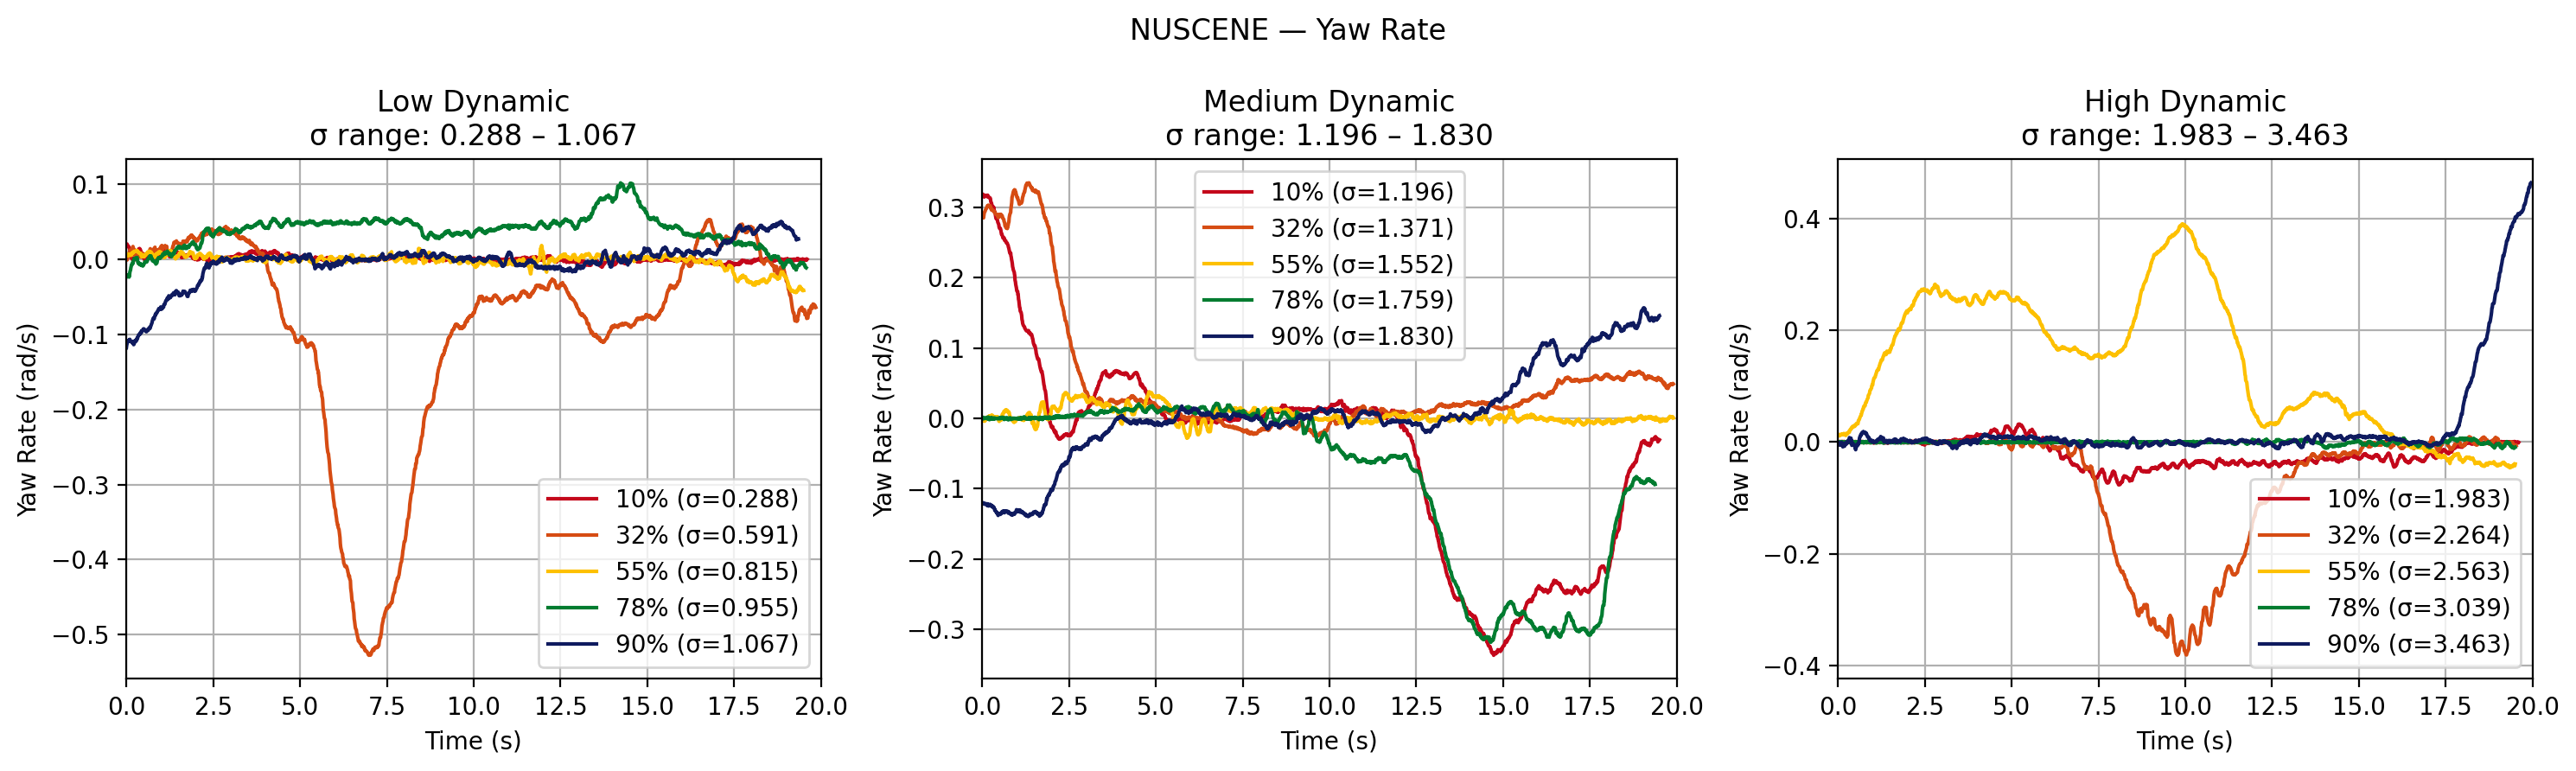 NUSCENE — Yaw Rate
Low Dynamic
σ range: 0.288 – 1.067
0.1
0.0
−0.1
−0.2
−0.3
−0.4
−0.5
Yaw Rate (rad/s)
10% (σ=0.288)
32% (σ=0.591)
55% (σ=0.815)
78% (σ=0.955)
90% (σ=1.067)
0.0 2.5 5.0 7.5 10.0 12.5 15.0 17.5 20.0
Time (s)
Medium Dynamic
σ range: 1.196 – 1.830
0.3
0.2
0.1
0.0
−0.1
−0.2
−0.3
Yaw Rate (rad/s)
10% (σ=1.196)
32% (σ=1.371)
55% (σ=1.552)
78% (σ=1.759)
90% (σ=1.830)
0.0 2.5 5.0 7.5 10.0 12.5 15.0 17.5 20.0
Time (s)
High Dynamic
σ range: 1.983 – 3.463
0.4
0.2
0.0
−0.2
−0.4
Yaw Rate (rad/s)
10% (σ=1.983)
32% (σ=2.264)
55% (σ=2.563)
78% (σ=3.039)
90% (σ=3.463)
0.0 2.5 5.0 7.5 10.0 12.5 15.0 17.5 20.0
Time (s)